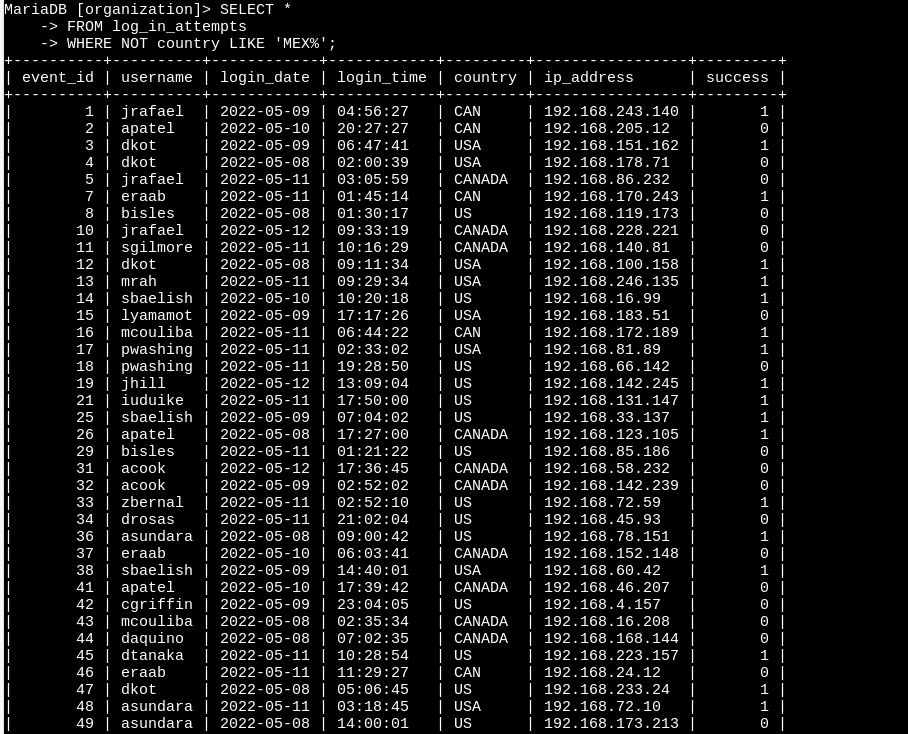 MariaDB [organization]> SELECT *
    -> FROM log_in_attempts
    -> WHERE NOT country LIKE 'MEX%';
+----------+----------+------------+------------+---------+-----------------+---------+
| event_id | username | login_date | login_time | country | ip_address      | success |
+----------+----------+------------+------------+---------+-----------------+---------+
|        1 | jrafael  | 2022-05-09 | 04:56:27   | CAN     | 192.168.243.140 |       1 |
|        2 | apatel   | 2022-05-10 | 20:27:27   | CAN     | 192.168.205.12  |       0 |
|        3 | dkot     | 2022-05-09 | 06:47:41   | USA     | 192.168.151.162 |       1 |
|        4 | dkot     | 2022-05-08 | 02:00:39   | USA     | 192.168.178.71  |       0 |
|        5 | jrafael  | 2022-05-11 | 03:05:59   | CANADA  | 192.168.86.232  |       0 |
|        7 | eraab    | 2022-05-11 | 01:45:14   | CAN     | 192.168.170.243 |       1 |
|        8 | bisles   | 2022-05-08 | 01:30:17   | US      | 192.168.119.173 |       0 |
|       10 | jrafael  | 2022-05-12 | 09:33:19   | CANADA  | 192.168.228.221 |       0 |
|       11 | sgilmore | 2022-05-11 | 10:16:29   | CANADA  | 192.168.140.81  |       0 |
|       12 | dkot     | 2022-05-08 | 09:11:34   | USA     | 192.168.100.158 |       1 |
|       13 | mrah     | 2022-05-11 | 09:29:34   | USA     | 192.168.246.135 |       1 |
|       14 | sbaelish | 2022-05-10 | 10:20:18   | US      | 192.168.16.99   |       1 |
|       15 | lyamamot | 2022-05-09 | 17:17:26   | USA     | 192.168.183.51  |       0 |
|       16 | mcouliba | 2022-05-11 | 06:44:22   | CAN     | 192.168.172.189 |       1 |
|       17 | pwashing | 2022-05-11 | 02:33:02   | USA     | 192.168.81.89   |       1 |
|       18 | pwashing | 2022-05-11 | 19:28:50   | US      | 192.168.66.142  |       0 |
|       19 | jhill    | 2022-05-12 | 13:09:04   | US      | 192.168.142.245 |       1 |
|       21 | iuduike  | 2022-05-11 | 17:50:00   | US      | 192.168.131.147 |       1 |
|       25 | sbaelish | 2022-05-09 | 07:04:02   | US      | 192.168.33.137  |       1 |
|       26 | apatel   | 2022-05-08 | 17:27:00   | CANADA  | 192.168.123.105 |       1 |
|       29 | bisles   | 2022-05-11 | 01:21:22   | US      | 192.168.85.186  |       0 |
|       31 | acook    | 2022-05-12 | 17:36:45   | CANADA  | 192.168.58.232  |       0 |
|       32 | acook    | 2022-05-09 | 02:52:02   | CANADA  | 192.168.142.239 |       0 |
|       33 | zbernal  | 2022-05-11 | 02:52:10   | US      | 192.168.72.59   |       1 |
|       34 | drosas   | 2022-05-11 | 21:02:04   | US      | 192.168.45.93   |       0 |
|       36 | asundara | 2022-05-08 | 09:00:42   | US      | 192.168.78.151  |       1 |
|       37 | eraab    | 2022-05-10 | 06:03:41   | CANADA  | 192.168.152.148 |       0 |
|       38 | sbaelish | 2022-05-09 | 14:40:01   | USA     | 192.168.60.42   |       1 |
|       41 | apatel   | 2022-05-10 | 17:39:42   | CANADA  | 192.168.46.207  |       0 |
|       42 | cgriffin | 2022-05-09 | 23:04:05   | US      | 192.168.4.157   |       0 |
|       43 | mcouliba | 2022-05-08 | 02:35:34   | CANADA  | 192.168.16.208  |       0 |
|       44 | daquino  | 2022-05-08 | 07:02:35   | CANADA  | 192.168.168.144 |       0 |
|       45 | dtanaka  | 2022-05-11 | 10:28:54   | US      | 192.168.223.157 |       1 |
|       46 | eraab    | 2022-05-11 | 11:29:27   | CAN     | 192.168.24.12   |       0 |
|       47 | dkot     | 2022-05-08 | 05:06:45   | US      | 192.168.233.24  |       1 |
|       48 | asundara | 2022-05-11 | 03:18:45   | USA     | 192.168.72.10   |       1 |
|       49 | asundara | 2022-05-08 | 14:00:01   | US      | 192.168.173.213 |       0 |